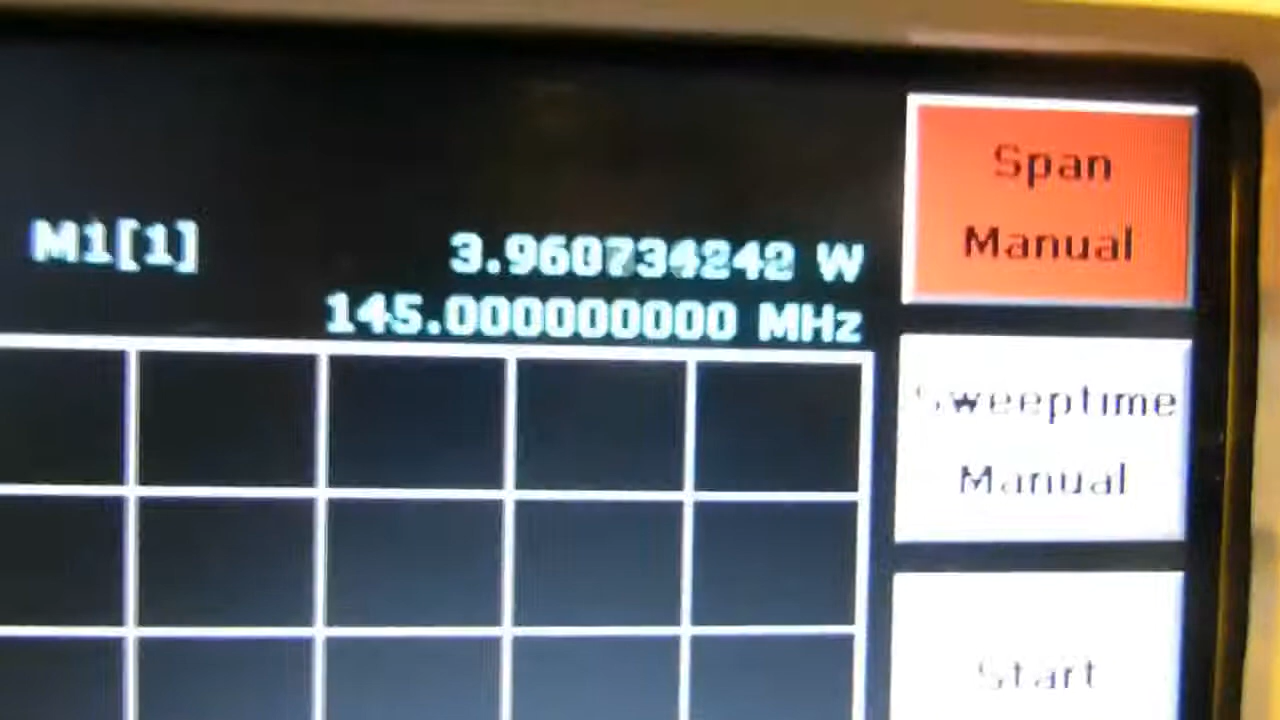 M1[1]
3.960734242 W
145.000000000 MHz
Span
Manual
Sweeptime
Manual
Start